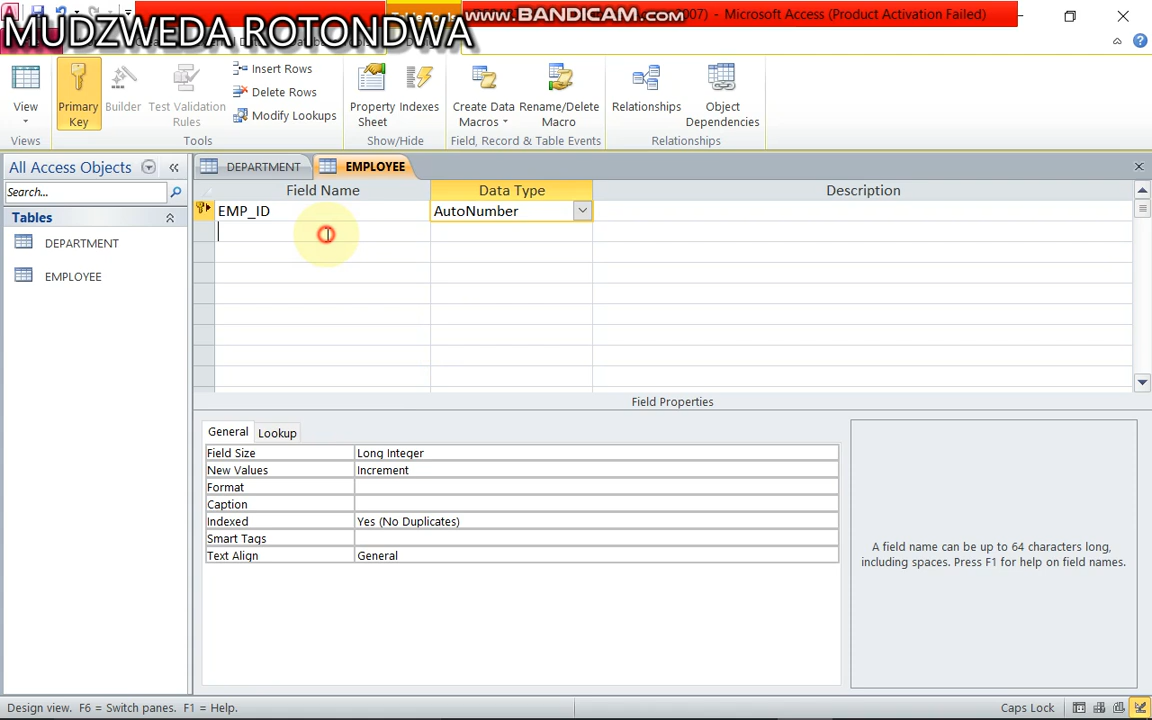 www.BANDICAM.com
2007) - Microsoft Access (Product Activation Failed)
MUDZWEDA ROTONDWA
View
Primary Key
Builder
Test Validation Rules
Insert Rows
Delete Rows
Modify Lookups
Property Sheet
Indexes
Create Data Macros
Rename/Delete Macro
Relationships
Object Dependencies
Views
Tools
Show/Hide
Field, Record & Table Events
Relationships
All Access Objects
Search...
Tables
DEPARTMENT
EMPLOYEE
DEPARTMENT
EMPLOYEE
Field Name
Data Type
Description
EMP_ID
AutoNumber
Field Properties
General
Lookup
Field Size
Long Integer
New Values
Increment
Format
Caption
Indexed
Yes (No Duplicates)
Smart Tags
Text Align
General
A field name can be up to 64 characters long,
including spaces. Press F1 for help on field names.
Design view. F6 = Switch panes. F1 = Help.
Caps Lock